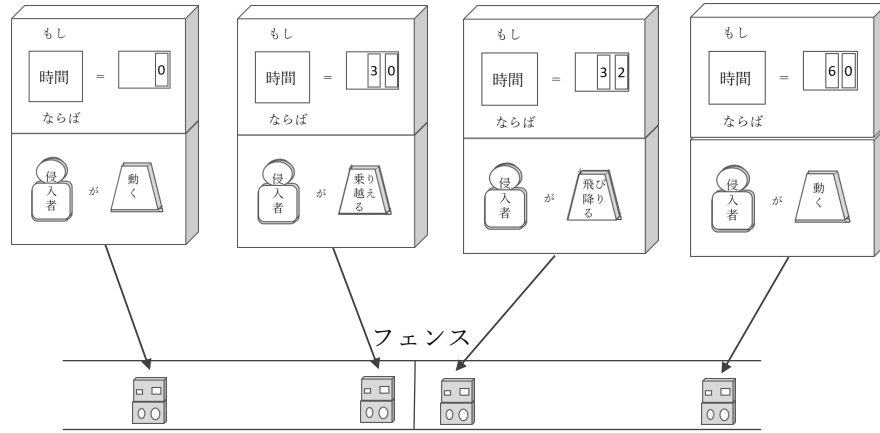 もし
時間 = 0
ならば
侵入者 が 動く
もし
時間 = 30
ならば
侵入者 が 乗り越える
もし
時間 = 32
ならば
侵入者 が 飛び降りる
もし
時間 = 60
ならば
侵入者 が 動く
フェンス